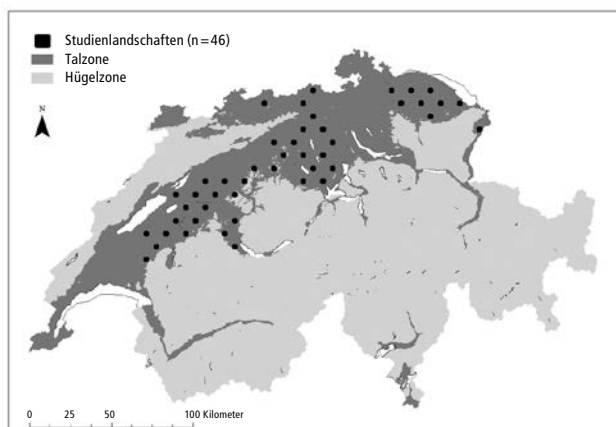 Studienlandschaften (n=46)
Talzone
Hügelzone
N
0 25 50 100 Kilometer